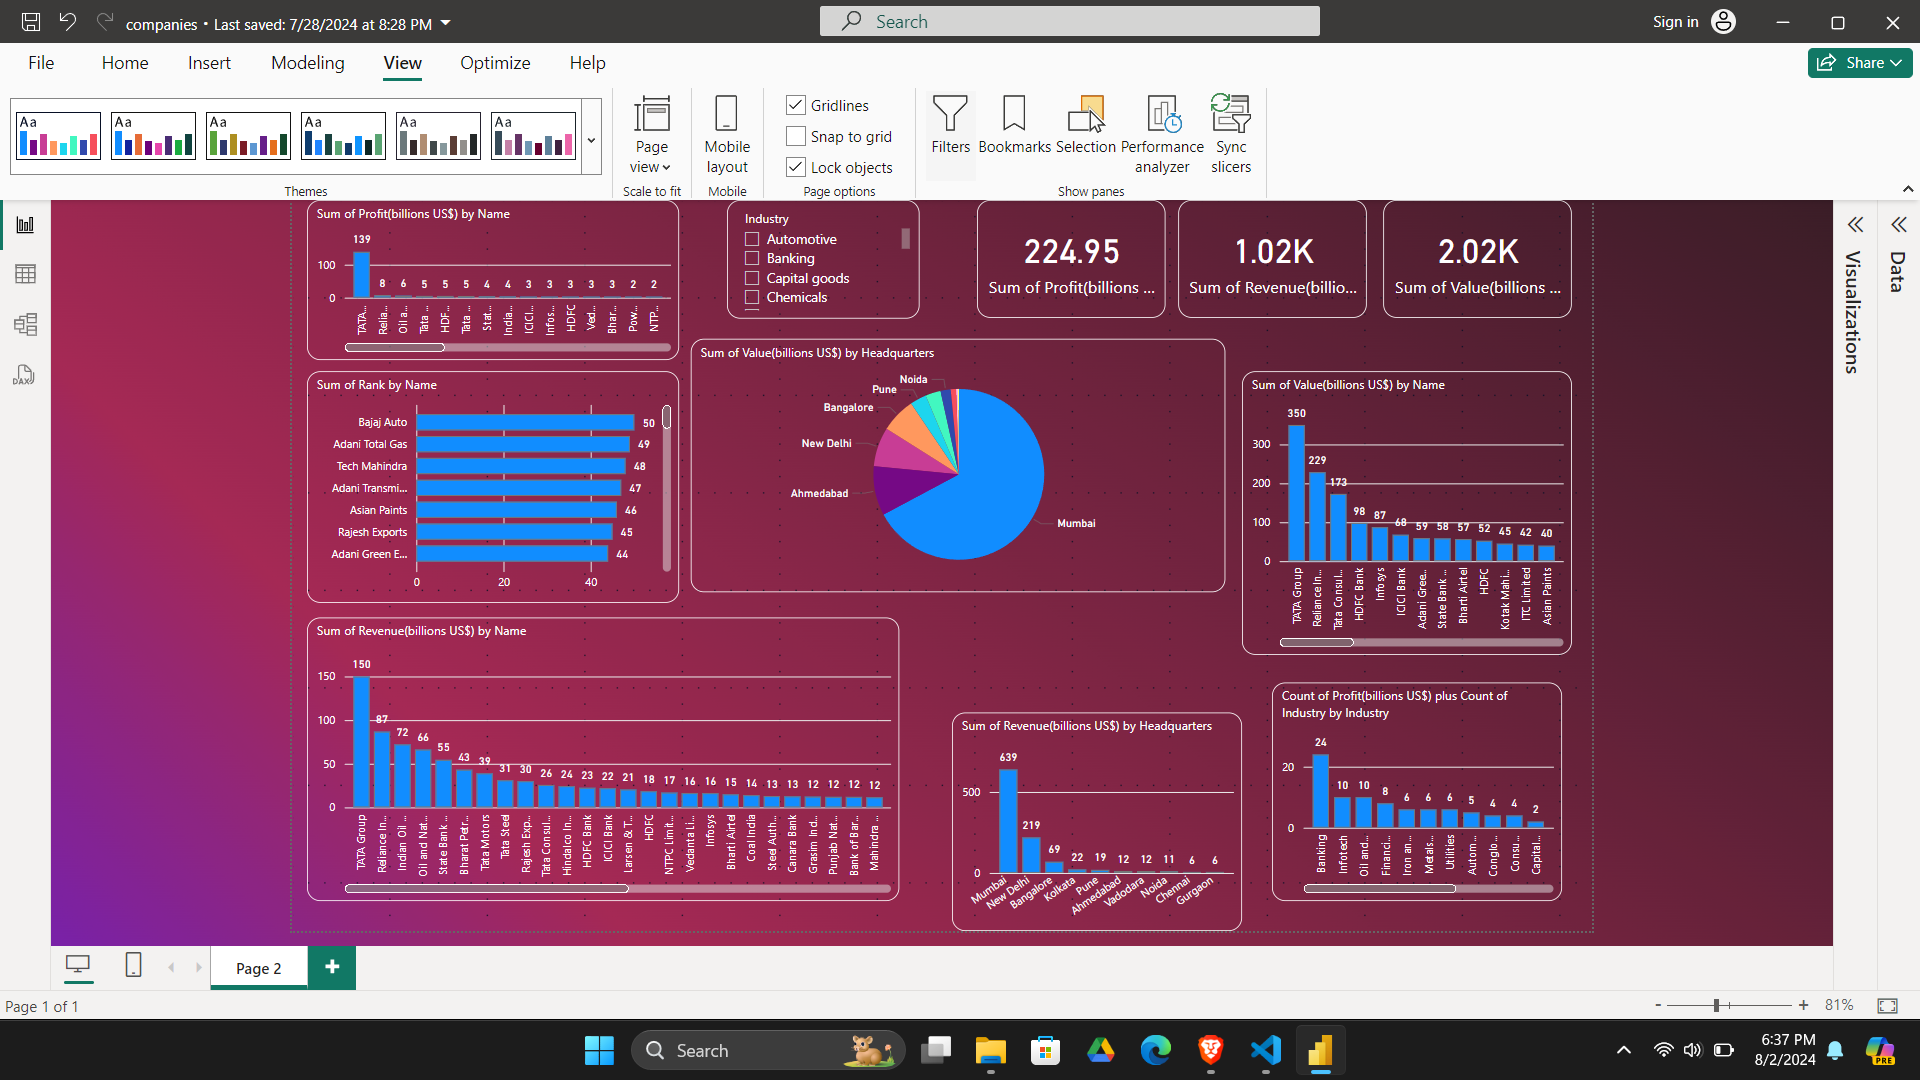 companies • Last saved: 7/28/2024 at 8:28 PM
Search
Sign in
File
Home
Insert
Modeling
View
Optimize
Help
Share
Aa
Aa
Aa
Aa
Aa
Aa
Themes
Page view
Scale to fit
Mobile layout
Mobile
Gridlines
Snap to grid
Lock objects
Page options
Filters
Bookmarks
Selection
Performance analyzer
Sync slicers
Show panes
DAX
Sum of Profit(billions US$) by Name
139
100
0
8 6 5 5 5 4 4 3 3 3 3 3 2 2
TATA... Relia... Oil a... Tata ... HDF... Tata ... Stat... India... ICICI... Infos... HDFC Ved... Bhar... Pow... NTP...
Industry
Automotive
Banking
Capital goods
Chemicals
224.95
Sum of Profit(billions ...
1.02K
Sum of Revenue(billio...
2.02K
Sum of Value(billions ...
Sum of Rank by Name
Bajaj Auto 50
Adani Total Gas 49
Tech Mahindra 48
Adani Transmi... 47
Asian Paints 46
Rajesh Exports 45
Adani Green E... 44
0 20 40
Sum of Value(billions US$) by Headquarters
Noida
Pune
Bangalore
New Delhi
Ahmedabad
Mumbai
Sum of Value(billions US$) by Name
300
200
100
0
350 229 173 98 87 68 59 58 57 52 45 42 40
TATA Group Reliance In... Tata Consul... HDFC Bank Infosys ICICI Bank Adani Gree... State Bank ... Bharti Airtel HDFC Kotak Mahi... ITC Limited Asian Paints
Sum of Revenue(billions US$) by Name
150
100
50
0
150 87 72 66 55 43 39 31 30 26 24 23 22 21 18 17 16 16 15 14 13 13 12 12 12 12
TATA Group Reliance In... Indian Oil ... Oil and Nat... State Bank ... Bharat Petr... Tata Motors Tata Steel Rajesh Exp... Tata Consul... Hindalco In... HDFC Bank ICICI Bank Larsen & T... HDFC NTPC Limit... Vedanta Li... Infosys Bharti Airtel Coal India Steel Auth... Canara Bank Grasim Ind... Punjab Nat... Bank of Bar... Mahindra ...
Sum of Revenue(billions US$) by Headquarters
500
0
639 219 69 22 19 12 12 11 6 6
Mumbai New Delhi Bangalore Kolkata Pune Ahmedabad Vadodara Noida Chennai Gurgaon
Count of Profit(billions US$) plus Count of
Industry by Industry
20
0
24 10 10 8 6 6 6 5 4 4 2
Banking Infotech Oil and... Financi... Iron an... Metals... Utilities Autom... Conglo... Consu... Capital...
Visualizations
Data
Page 2
+
Page 1 of 1
- + 81%
Search
6:37 PM
8/2/2024
PRE